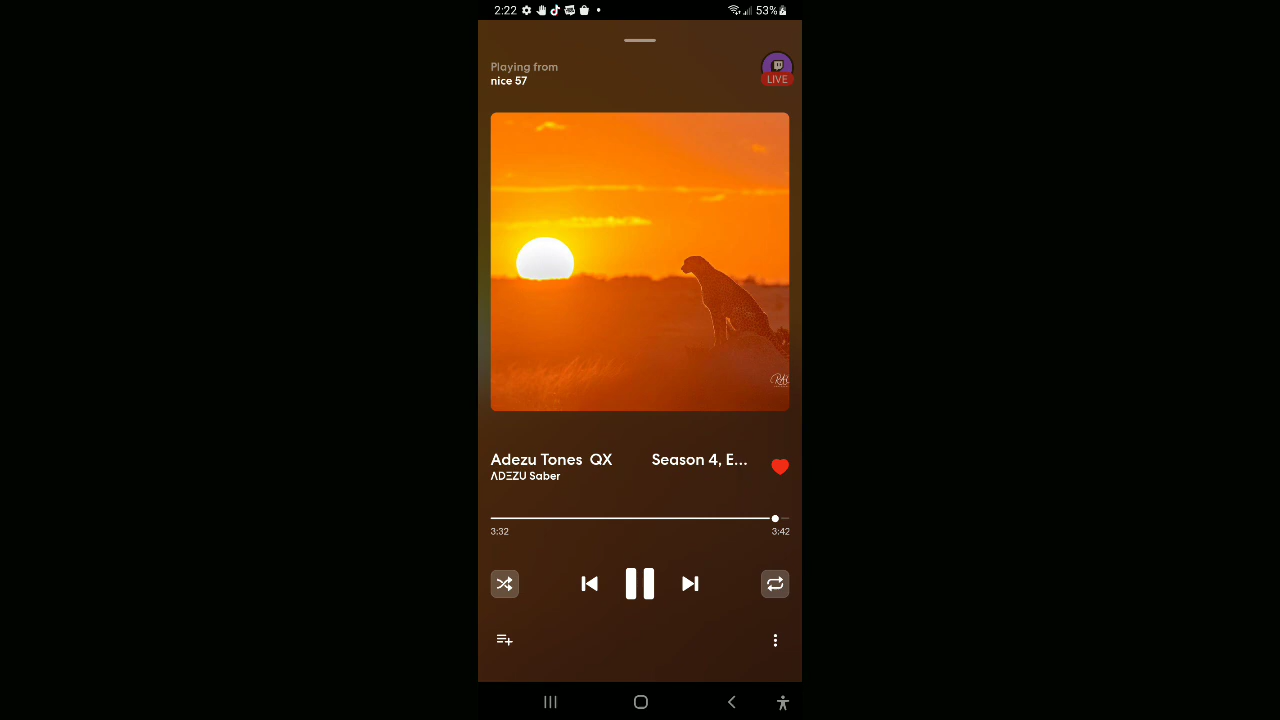 2:22 53%
Playing from
nice 57
LIVE
Adezu Tones QX Season 4, E...
ΛDΞZU Saber
3:32 3:42